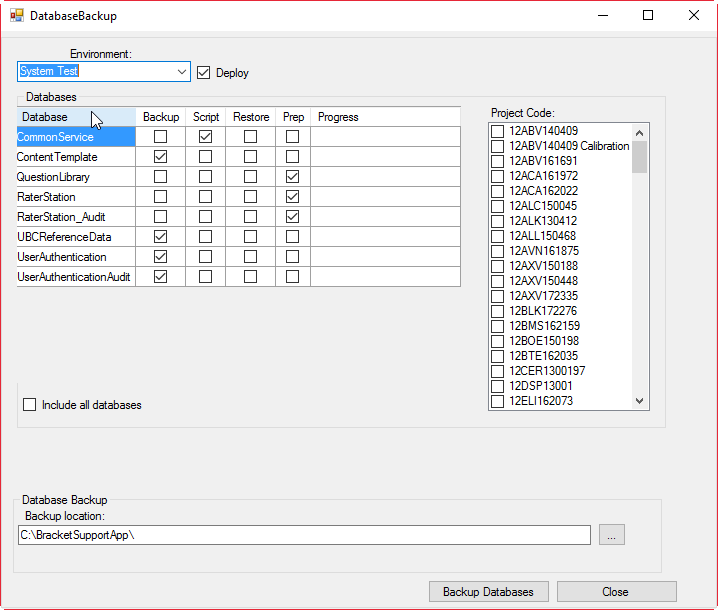 DatabaseBackup
Environment:
System Test
Deploy
Databases
Database Backup Script Restore Prep Progress
CommonService
ContentTemplate
QuestionLibrary
RaterStation
RaterStation_Audit
UBCReferenceData
UserAuthentication
UserAuthenticationAudit
Include all databases
Project Code:
12ABV140409
12ABV140409 Calibration
12ABV161691
12ACA161972
12ACA162022
12ALC150045
12ALK130412
12ALL150468
12AVN161875
12AXV150188
12AXV150448
12AXV172335
12BLK172276
12BMS162159
12BOE150198
12BTE162035
12CER1300197
12DSP13001
12ELI162073
Database Backup
Backup location:
C:\BracketSupportApp\
...
Backup Databases Close